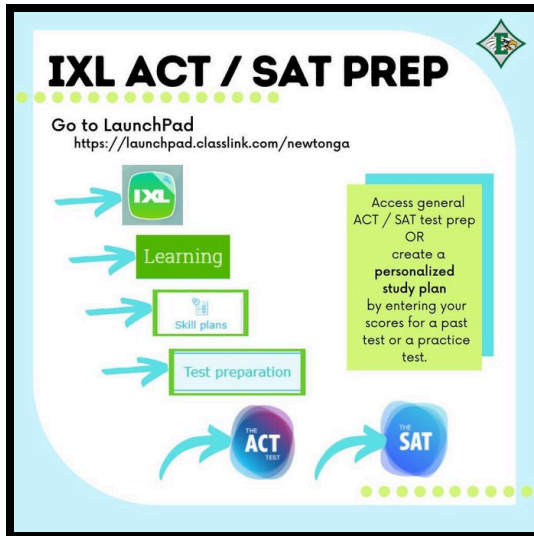 E
IXL ACT / SAT PREP
Go to LaunchPad
https://launchpad.classlink.com/newtonga
IXL
Learning
Skill plans
Test preparation
THE
ACT
TEST
THE
SAT
Access general
ACT / SAT test prep
OR
create a
personalized
study plan
by entering your
scores for a past
test or a practice
test.